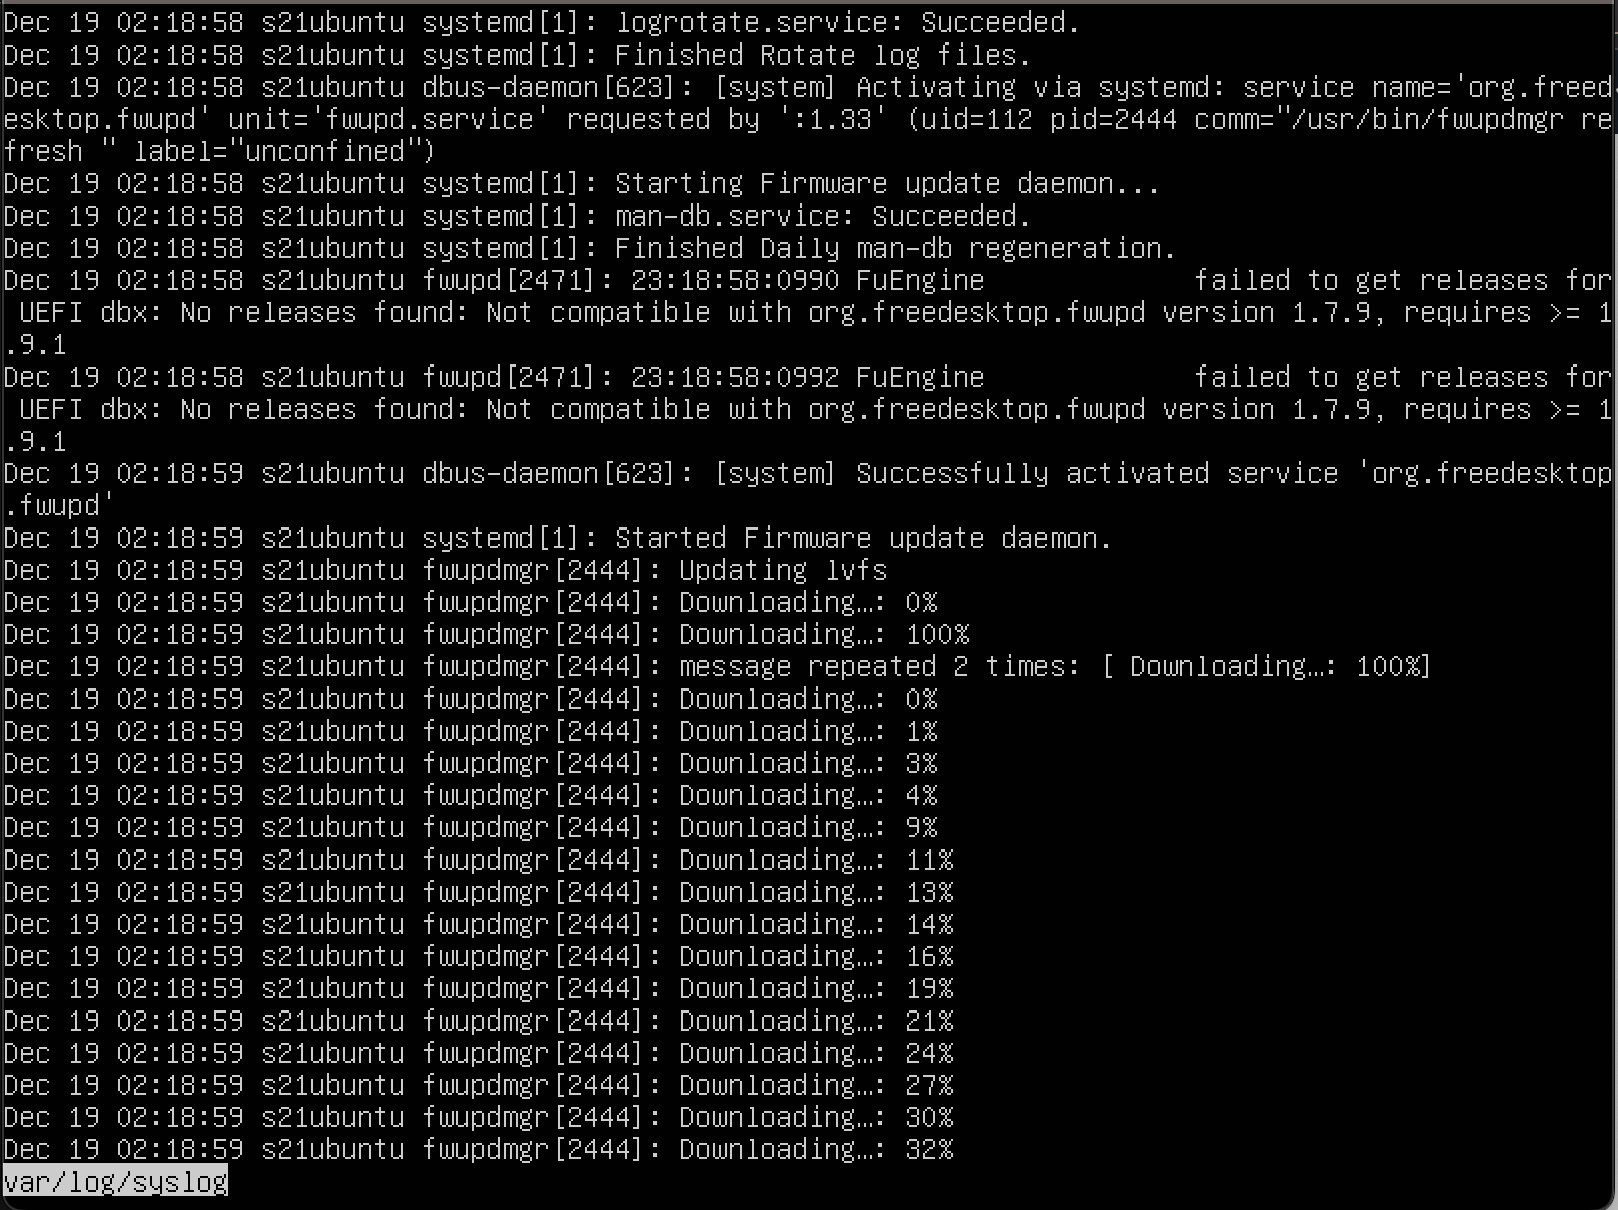 Dec 19 02:18:58 s21ubuntu systemd[1]: logrotate.service: Succeeded.
Dec 19 02:18:58 s21ubuntu systemd[1]: Finished Rotate log files.
Dec 19 02:18:58 s21ubuntu dbus-daemon[623]: [system] Activating via systemd: service name='org.freed
esktop.fwupd' unit='fwupd.service' requested by ':1.33' (uid=112 pid=2444 comm="/usr/bin/fwupdmgr re
fresh " label="unconfined")
Dec 19 02:18:58 s21ubuntu systemd[1]: Starting Firmware update daemon...
Dec 19 02:18:58 s21ubuntu systemd[1]: man-db.service: Succeeded.
Dec 19 02:18:58 s21ubuntu systemd[1]: Finished Daily man-db regeneration.
Dec 19 02:18:58 s21ubuntu fwupd[2471]: 23:18:58:0990 FuEngine             failed to get releases for
 UEFI dbx: No releases found: Not compatible with org.freedesktop.fwupd version 1.7.9, requires >= 1
.9.1
Dec 19 02:18:58 s21ubuntu fwupd[2471]: 23:18:58:0992 FuEngine             failed to get releases for
 UEFI dbx: No releases found: Not compatible with org.freedesktop.fwupd version 1.7.9, requires >= 1
.9.1
Dec 19 02:18:59 s21ubuntu dbus-daemon[623]: [system] Successfully activated service 'org.freedesktop
.fwupd'
Dec 19 02:18:59 s21ubuntu systemd[1]: Started Firmware update daemon.
Dec 19 02:18:59 s21ubuntu fwupdmgr[2444]: Updating lvfs
Dec 19 02:18:59 s21ubuntu fwupdmgr[2444]: Downloading…: 0%
Dec 19 02:18:59 s21ubuntu fwupdmgr[2444]: Downloading…: 100%
Dec 19 02:18:59 s21ubuntu fwupdmgr[2444]: message repeated 2 times: [ Downloading…: 100%]
Dec 19 02:18:59 s21ubuntu fwupdmgr[2444]: Downloading…: 0%
Dec 19 02:18:59 s21ubuntu fwupdmgr[2444]: Downloading…: 1%
Dec 19 02:18:59 s21ubuntu fwupdmgr[2444]: Downloading…: 3%
Dec 19 02:18:59 s21ubuntu fwupdmgr[2444]: Downloading…: 4%
Dec 19 02:18:59 s21ubuntu fwupdmgr[2444]: Downloading…: 9%
Dec 19 02:18:59 s21ubuntu fwupdmgr[2444]: Downloading…: 11%
Dec 19 02:18:59 s21ubuntu fwupdmgr[2444]: Downloading…: 13%
Dec 19 02:18:59 s21ubuntu fwupdmgr[2444]: Downloading…: 14%
Dec 19 02:18:59 s21ubuntu fwupdmgr[2444]: Downloading…: 16%
Dec 19 02:18:59 s21ubuntu fwupdmgr[2444]: Downloading…: 19%
Dec 19 02:18:59 s21ubuntu fwupdmgr[2444]: Downloading…: 21%
Dec 19 02:18:59 s21ubuntu fwupdmgr[2444]: Downloading…: 24%
Dec 19 02:18:59 s21ubuntu fwupdmgr[2444]: Downloading…: 27%
Dec 19 02:18:59 s21ubuntu fwupdmgr[2444]: Downloading…: 30%
Dec 19 02:18:59 s21ubuntu fwupdmgr[2444]: Downloading…: 32%
var/log/syslog